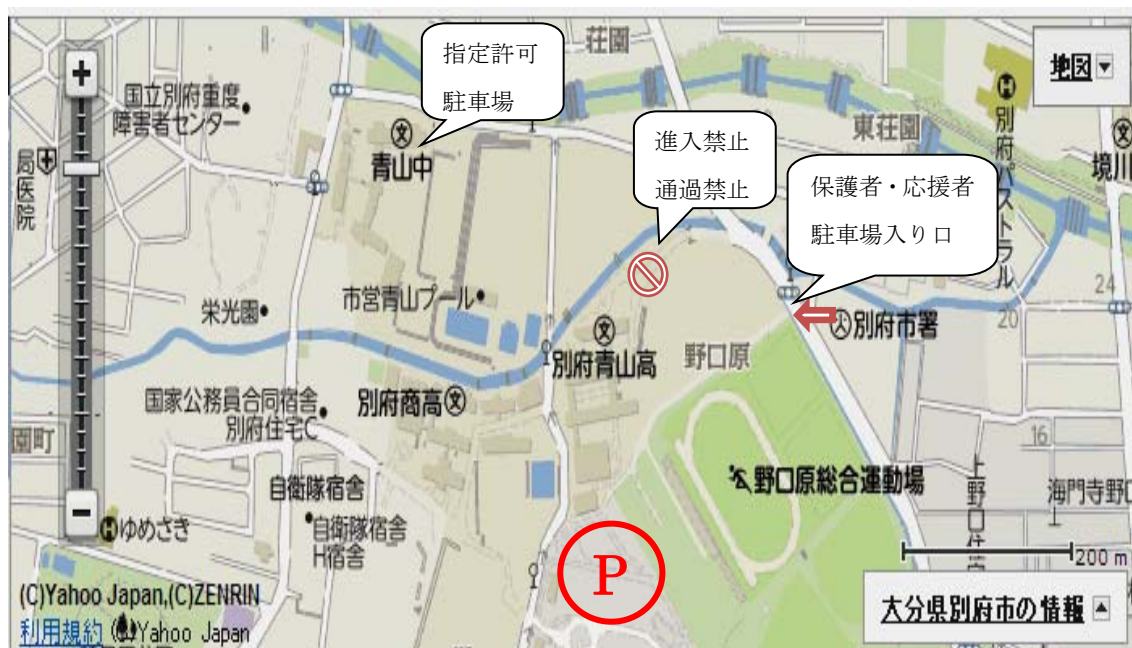 指定許可
駐車場
荘園
地図
国立別府重度
障害者センター
青山中
進入禁止
通過禁止
東荘園
別府パストラル
境川
局医院
保護者・応援者
駐車場入り口
24
栄光園
市営青山プール
20
別府市署
別府青山高
野口原
国家公務員合同宿舎
別府住宅C
別府商高
園町
16
野口原総合運動場
上野口住宅
海門寺野口
自衛隊宿舎
自衛隊宿舎
H宿舎
ゆめさき
P
200 m
(C)Yahoo Japan,(C)ZENRIN
大分県別府市の情報
利用規約
Yahoo Japan